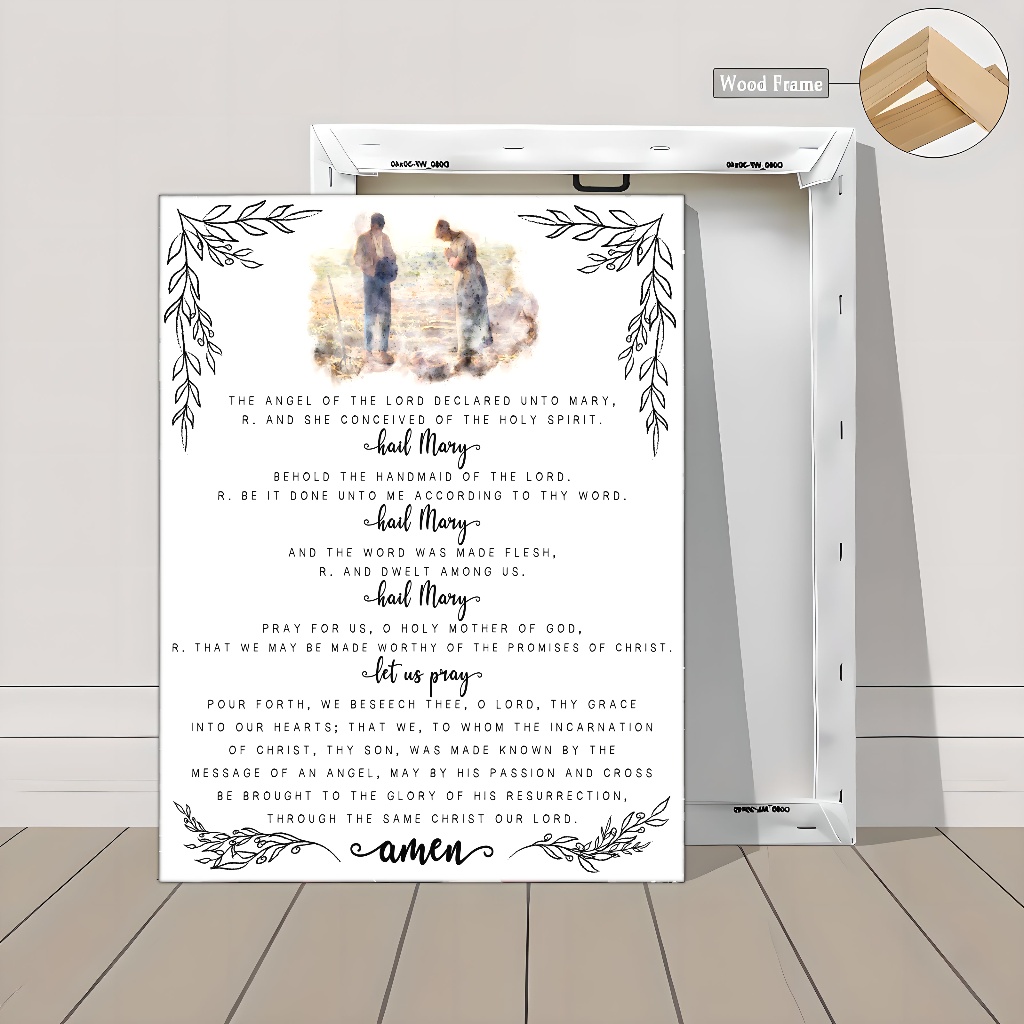 Wood Frame
THE ANGEL OF THE LORD DECLARED UNTO MARY,
R. AND SHE CONCEIVED OF THE HOLY SPIRIT.
hail Mary
BEHOLD THE HANDMAID OF THE LORD.
R. BE IT DONE UNTO ME ACCORDING TO THY WORD.
hail Mary
AND THE WORD WAS MADE FLESH,
R. AND DWELT AMONG US.
hail Mary
PRAY FOR US, O HOLY MOTHER OF GOD,
R. THAT WE MAY BE MADE WORTHY OF THE PROMISES OF CHRIST.
let us pray
POUR FORTH, WE BESEECH THEE, O LORD, THY GRACE
INTO OUR HEARTS; THAT WE, TO WHOM THE INCARNATION
OF CHRIST, THY SON, WAS MADE KNOWN BY THE
MESSAGE OF AN ANGEL, MAY BY HIS PASSION AND CROSS
BE BROUGHT TO THE GLORY OF HIS RESURRECTION,
THROUGH THE SAME CHRIST OUR LORD.
amen